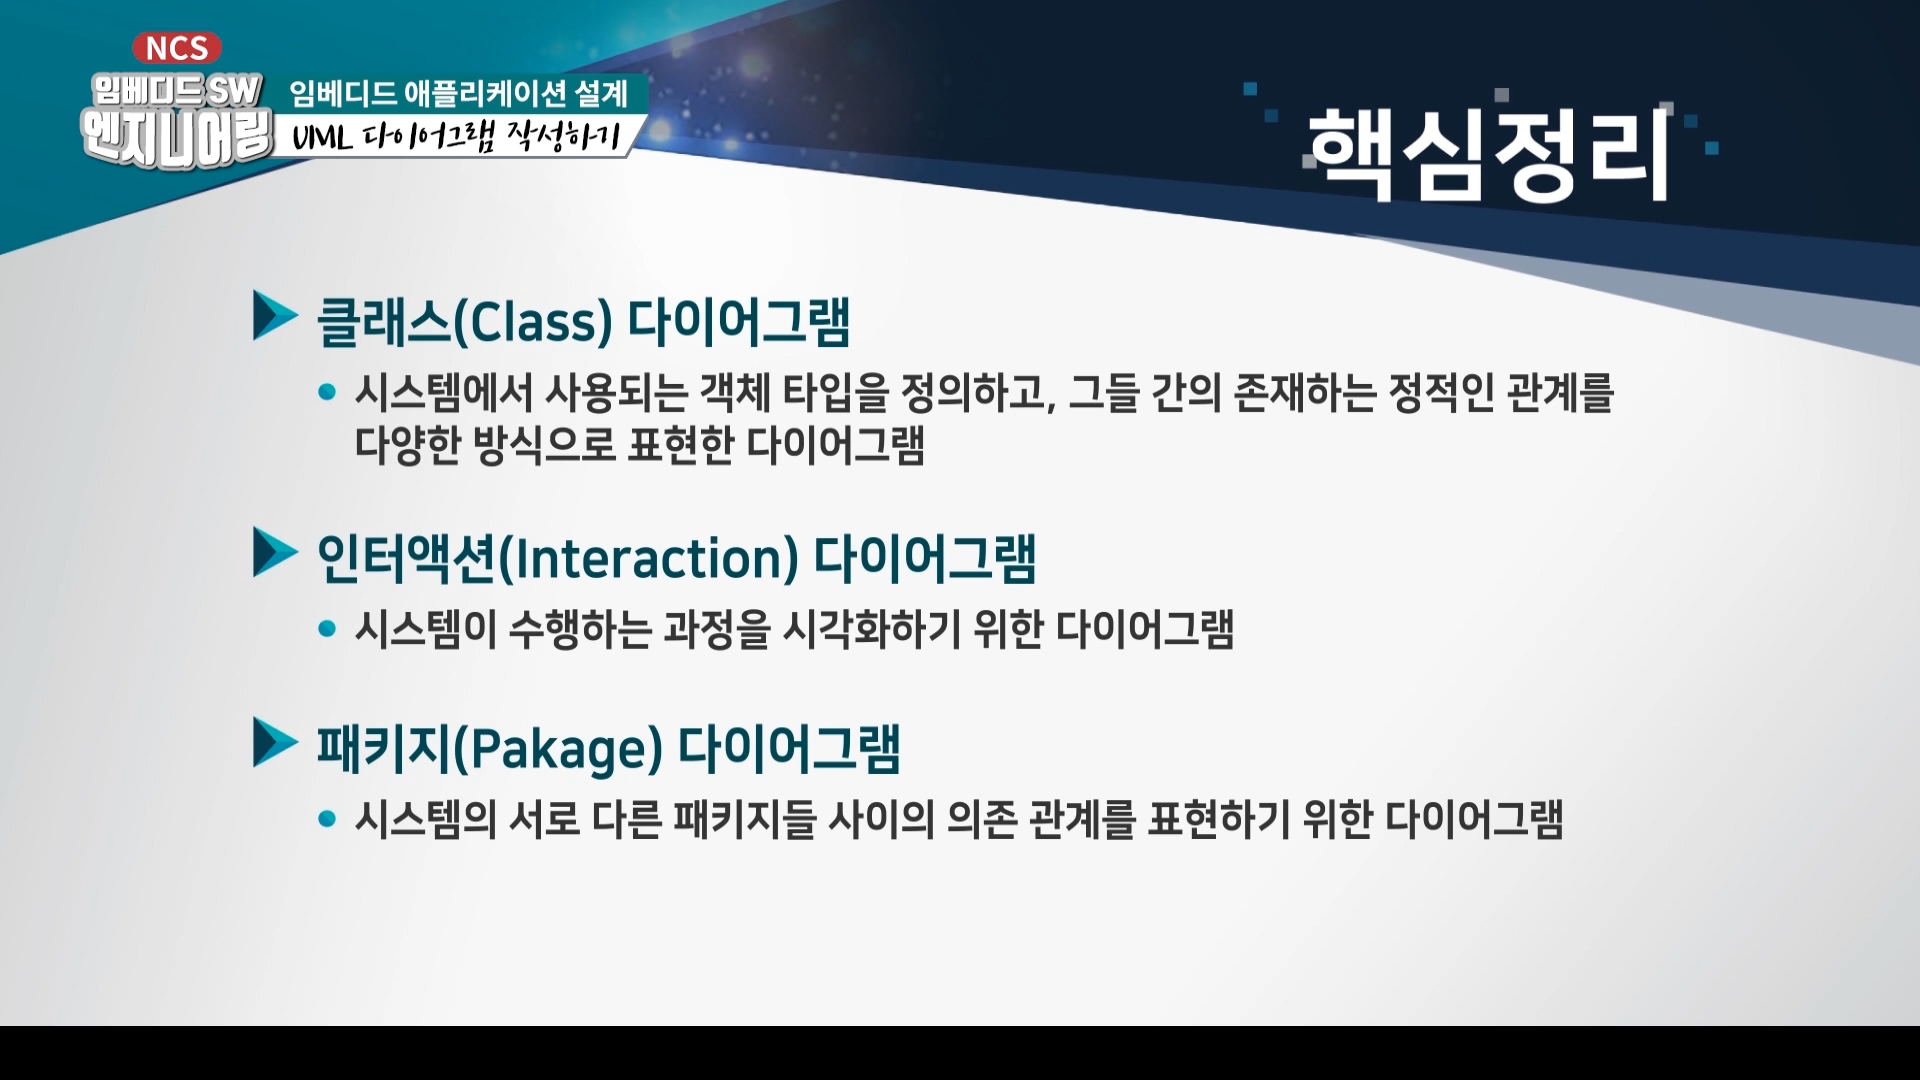 NCS
임베디드 SW
엔지니어링
임베디드 애플리케이션 설계
UML 다이어그램 작성하기
핵심정리
클래스(Class) 다이어그램
시스템에서 사용되는 객체 타입을 정의하고, 그들 간의 존재하는 정적인 관계를
다양한 방식으로 표현한 다이어그램
인터액션(Interaction) 다이어그램
시스템이 수행하는 과정을 시각화하기 위한 다이어그램
패키지(Pakage) 다이어그램
시스템의 서로 다른 패키지들 사이의 의존 관계를 표현하기 위한 다이어그램